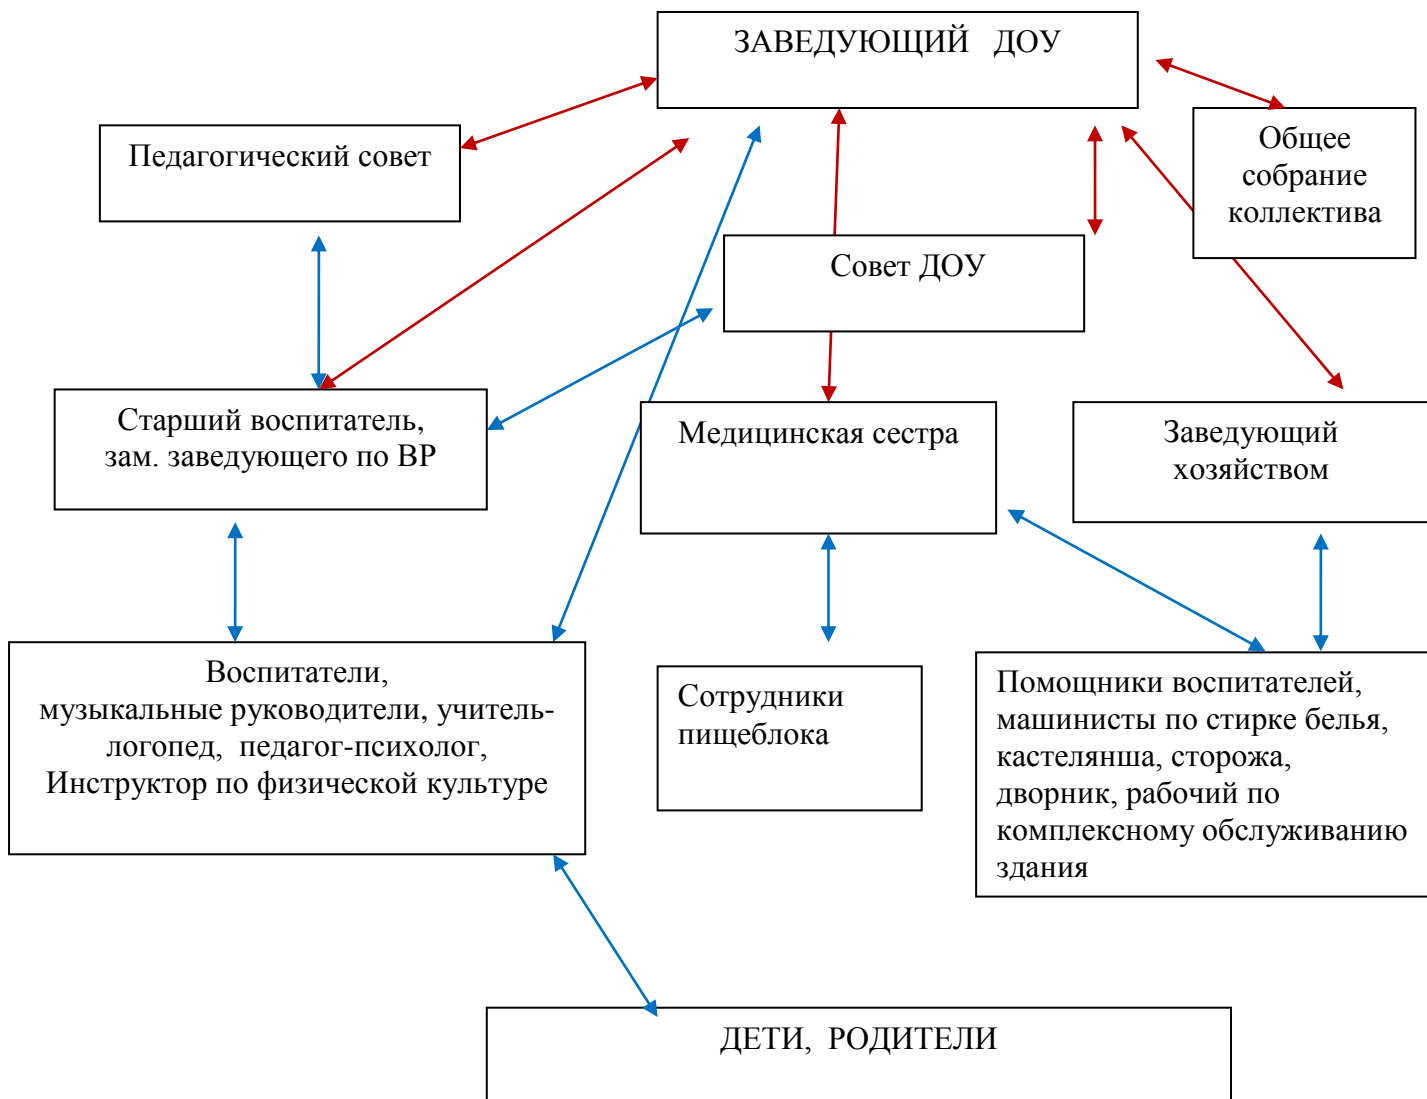 ЗАВЕДУЮЩИЙ ДОУ
Педагогический совет
Общее
собрание
коллектива
Совет ДОУ
Старший воспитатель,
зам. заведующего по ВР
Медицинская сестра
Заведующий
хозяйством
Воспитатели,
музыкальные руководители, учитель-
логопед, педагог-психолог,
Инструктор по физической культуре
Сотрудники
пищеблока
Помощники воспитателей,
машинисты по стирке белья,
кастелянша, сторожа,
дворник, рабочий по
комплексному обслуживанию
здания
ДЕТИ, РОДИТЕЛИ